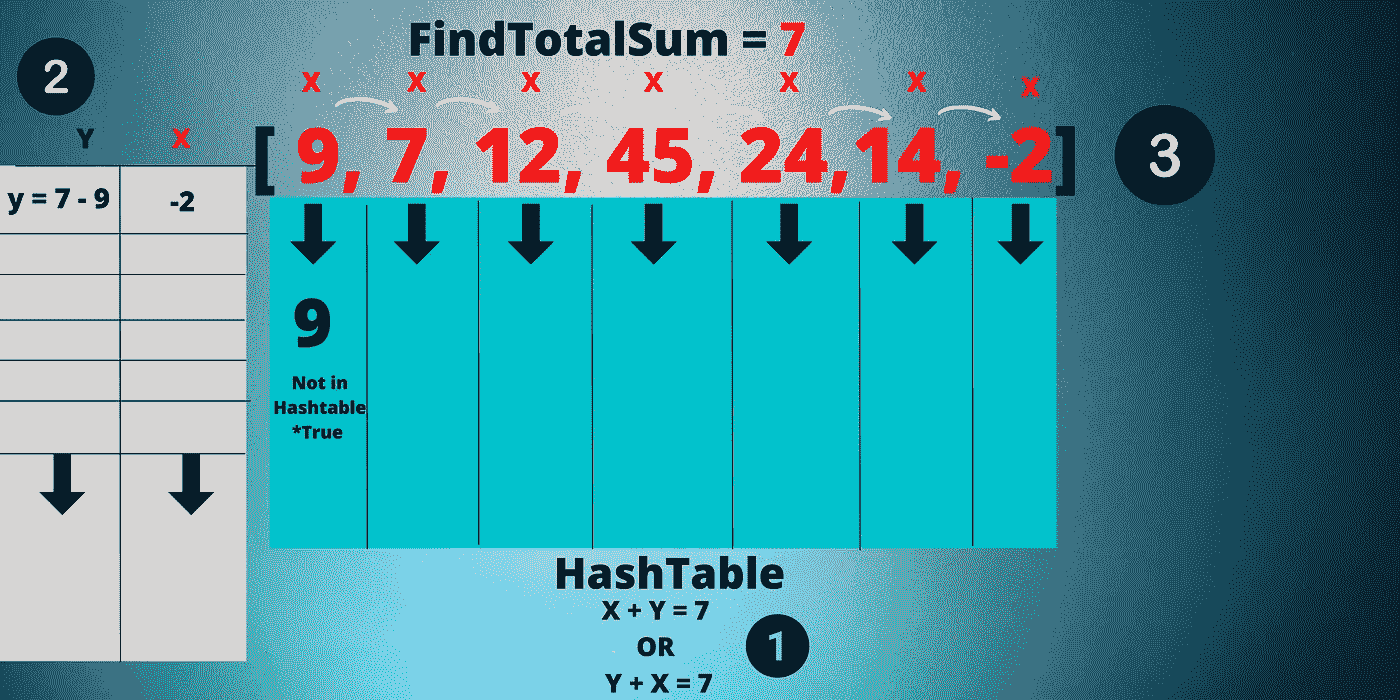 FindTotalSum = 7
2
X X X X X X X
Y X
[ 9, 7, 12, 45, 24, 14, -2]
3
y = 7 - 9 -2
9
Not in
Hashtable
*True
HashTable
X + Y = 7
OR
1
Y + X = 7